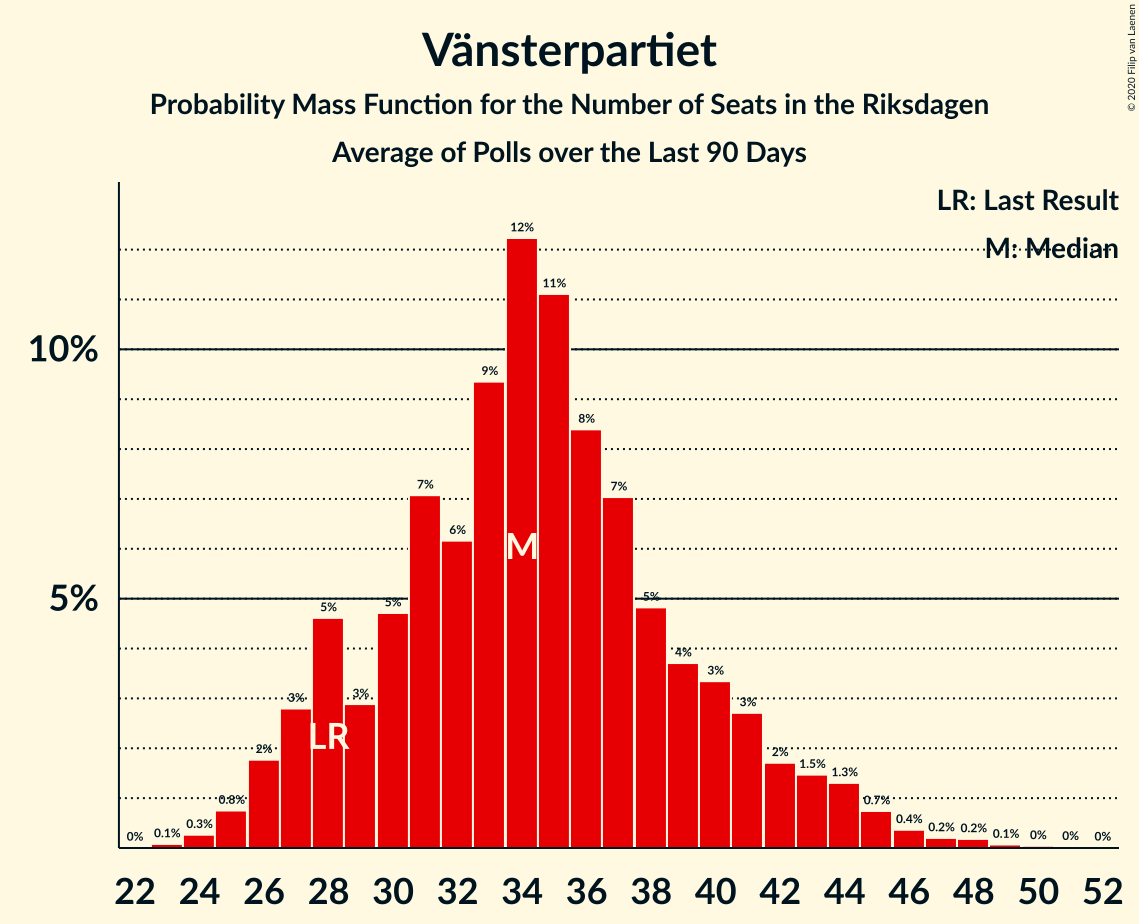 Vänsterpartiet
Probability Mass Function for the Number of Seats in the Riksdagen
Average of Polls over the Last 90 Days
© 2020 Filip van Laenen
LR: Last Result
M: Median
10%
5%
0% 0.1% 0.3% 0.8% 2% 3% 5% 3% 5% 7% 6% 9% 12% 11% 8% 7% 5% 4% 3% 3% 2% 1.5% 1.3% 0.7% 0.4% 0.2% 0.2% 0.1% 0% 0% 0%
M
LR
22 24 26 28 30 32 34 36 38 40 42 44 46 48 50 52